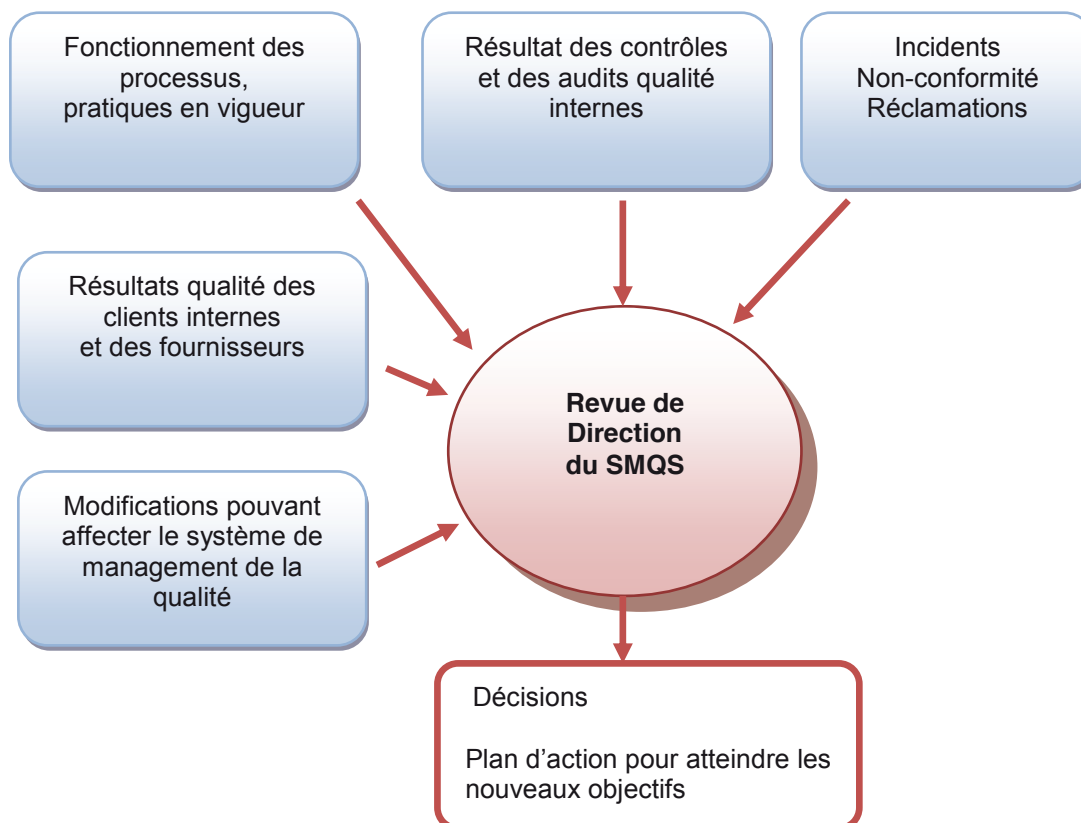 Fonctionnement des
processus,
pratiques en vigueur
Résultat des contrôles
et des audits qualité
internes
Incidents
Non-conformité
Réclamations
Résultats qualité des
clients internes
et des fournisseurs
Revue de
Direction
du SMQS
Modifications pouvant
affecter le système de
management de la
qualité
Décisions
Plan d’action pour atteindre les
nouveaux objectifs